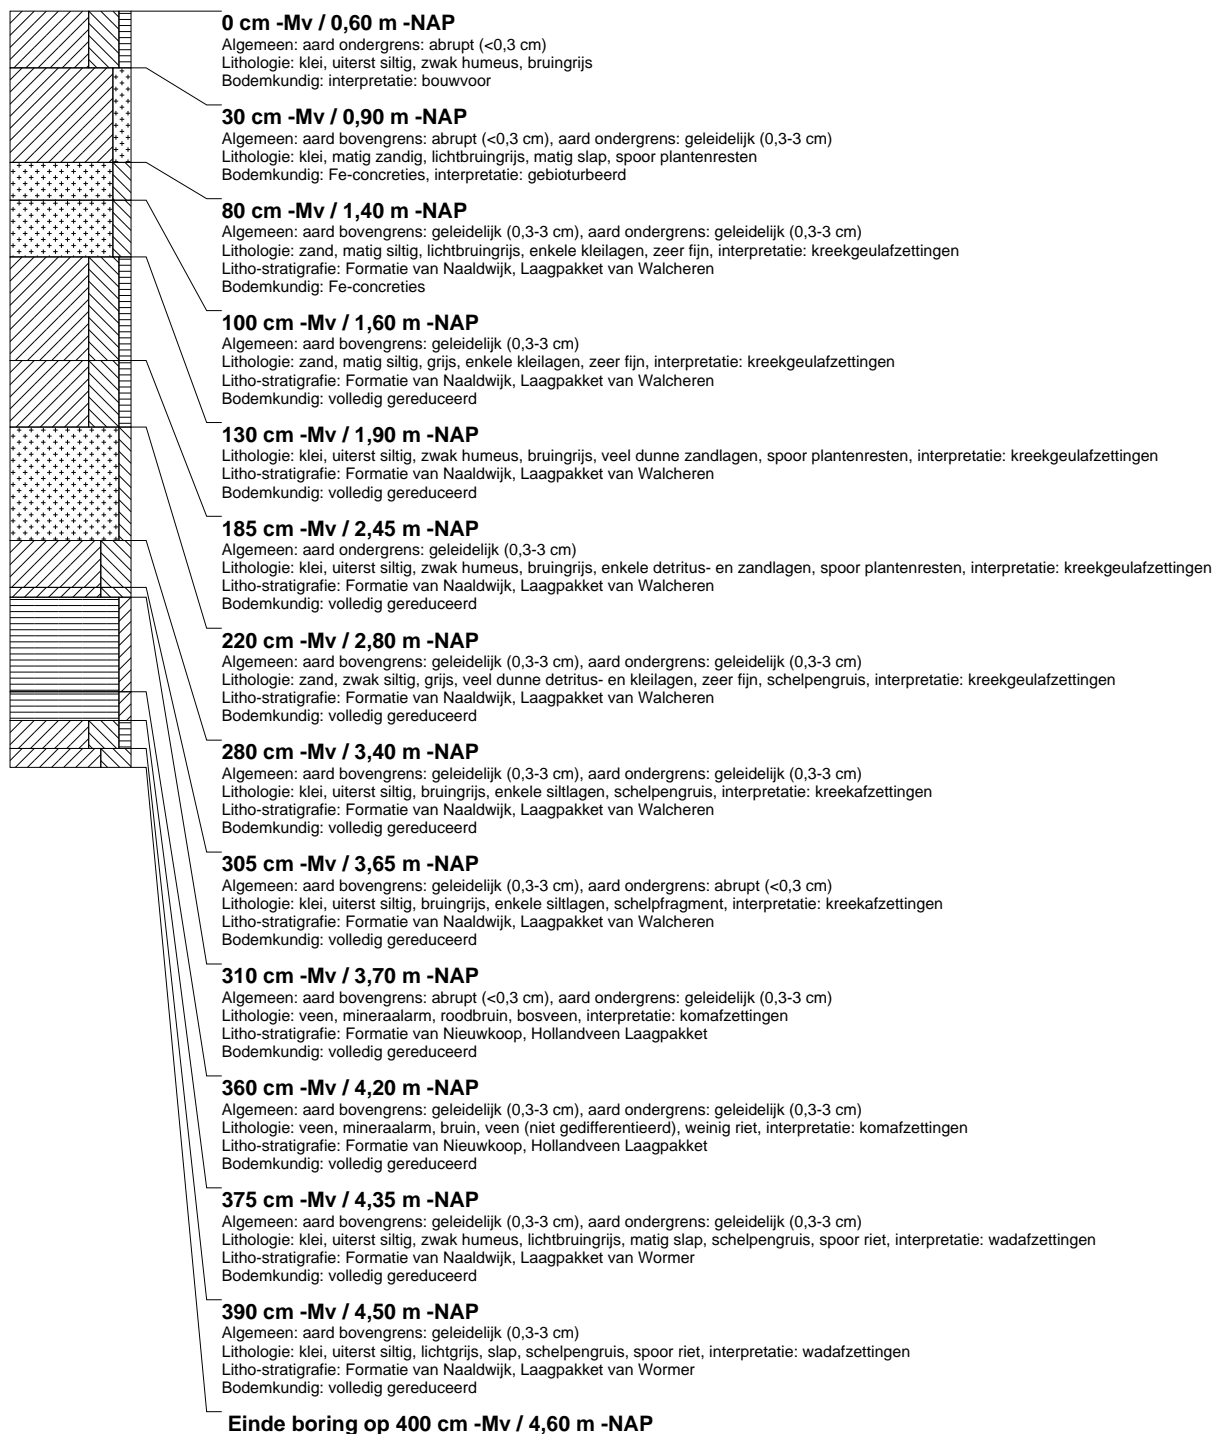 0 cm -Mv / 0,60 m -NAP
Algemeen: aard ondergrens: abrupt (<0,3 cm)
Lithologie: klei, uiterst siltig, zwak humeus, bruingrijs
Bodemkundig: interpretatie: bouwvoor
30 cm -Mv / 0,90 m -NAP
Algemeen: aard bovengrens: abrupt (<0,3 cm), aard ondergrens: geleidelijk (0,3-3 cm)
Lithologie: klei, matig zandig, lichtbruingrijs, matig slap, spoor plantenresten
Bodemkundig: Fe-concreties, interpretatie: gebioturbeerd
80 cm -Mv / 1,40 m -NAP
Algemeen: aard bovengrens: geleidelijk (0,3-3 cm), aard ondergrens: geleidelijk (0,3-3 cm)
Lithologie: zand, matig siltig, lichtbruingrijs, enkele kleilagen, zeer fijn, interpretatie: kreekgeulafzettingen
Litho-stratigrafie: Formatie van Naaldwijk, Laagpakket van Walcheren
Bodemkundig: Fe-concreties
100 cm -Mv / 1,60 m -NAP
Algemeen: aard bovengrens: geleidelijk (0,3-3 cm)
Lithologie: zand, matig siltig, grijs, enkele kleilagen, zeer fijn, interpretatie: kreekgeulafzettingen
Litho-stratigrafie: Formatie van Naaldwijk, Laagpakket van Walcheren
Bodemkundig: volledig gereduceerd
130 cm -Mv / 1,90 m -NAP
Lithologie: klei, uiterst siltig, zwak humeus, bruingrijs, veel dunne zandlagen, spoor plantenresten, interpretatie: kreekgeulafzettingen
Litho-stratigrafie: Formatie van Naaldwijk, Laagpakket van Walcheren
Bodemkundig: volledig gereduceerd
185 cm -Mv / 2,45 m -NAP
Algemeen: aard ondergrens: geleidelijk (0,3-3 cm)
Lithologie: klei, uiterst siltig, zwak humeus, bruingrijs, enkele detritus- en zandlagen, spoor plantenresten, interpretatie: kreekgeulafzettingen
Litho-stratigrafie: Formatie van Naaldwijk, Laagpakket van Walcheren
Bodemkundig: volledig gereduceerd
220 cm -Mv / 2,80 m -NAP
Algemeen: aard bovengrens: geleidelijk (0,3-3 cm), aard ondergrens: geleidelijk (0,3-3 cm)
Lithologie: zand, zwak siltig, grijs, veel dunne detritus- en kleilagen, zeer fijn, schelpengruis, interpretatie: kreekgeulafzettingen
Litho-stratigrafie: Formatie van Naaldwijk, Laagpakket van Walcheren
Bodemkundig: volledig gereduceerd
280 cm -Mv / 3,40 m -NAP
Algemeen: aard bovengrens: geleidelijk (0,3-3 cm), aard ondergrens: geleidelijk (0,3-3 cm)
Lithologie: klei, uiterst siltig, bruingrijs, enkele siltlagen, schelpengruis, interpretatie: kreekafzettingen
Litho-stratigrafie: Formatie van Naaldwijk, Laagpakket van Walcheren
Bodemkundig: volledig gereduceerd
305 cm -Mv / 3,65 m -NAP
Algemeen: aard bovengrens: geleidelijk (0,3-3 cm), aard ondergrens: abrupt (<0,3 cm)
Lithologie: klei, uiterst siltig, bruingrijs, enkele siltlagen, schelpfragment, interpretatie: kreekafzettingen
Litho-stratigrafie: Formatie van Naaldwijk, Laagpakket van Walcheren
Bodemkundig: volledig gereduceerd
310 cm -Mv / 3,70 m -NAP
Algemeen: aard bovengrens: abrupt (<0,3 cm), aard ondergrens: geleidelijk (0,3-3 cm)
Lithologie: veen, mineraalarm, roodbruin, bosveen, interpretatie: komafzettingen
Litho-stratigrafie: Formatie van Nieuwkoop, Hollandveen Laagpakket
Bodemkundig: volledig gereduceerd
360 cm -Mv / 4,20 m -NAP
Algemeen: aard bovengrens: geleidelijk (0,3-3 cm), aard ondergrens: geleidelijk (0,3-3 cm)
Lithologie: veen, mineraalarm, bruin, veen (niet gedifferentieerd), weinig riet, interpretatie: komafzettingen
Litho-stratigrafie: Formatie van Nieuwkoop, Hollandveen Laagpakket
Bodemkundig: volledig gereduceerd
375 cm -Mv / 4,35 m -NAP
Algemeen: aard bovengrens: geleidelijk (0,3-3 cm), aard ondergrens: geleidelijk (0,3-3 cm)
Lithologie: klei, uiterst siltig, zwak humeus, lichtbruingrijs, matig slap, schelpengruis, spoor riet, interpretatie: wadafzettingen
Litho-stratigrafie: Formatie van Naaldwijk, Laagpakket van Wormer
Bodemkundig: volledig gereduceerd
390 cm -Mv / 4,50 m -NAP
Algemeen: aard bovengrens: geleidelijk (0,3-3 cm)
Lithologie: klei, uiterst siltig, lichtgrijs, slap, schelpengruis, spoor riet, interpretatie: wadafzettingen
Litho-stratigrafie: Formatie van Naaldwijk, Laagpakket van Wormer
Bodemkundig: volledig gereduceerd
Einde boring op 400 cm -Mv / 4,60 m -NAP